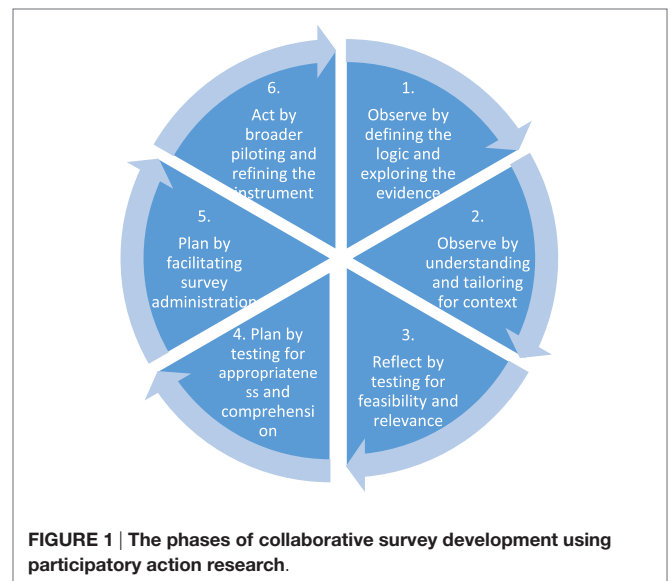 1.
Observe by
defining the
logic and
exploring the
evidence
2.
Observe by
understanding
and tailoring
for context
3.
Reflect by
testing for
feasibility and
relevance
4. Plan by
testing for
appropriatene
ss and
comprehensi
on
5.
Plan by
facilitating
survey
administration
6.
Act by
broader
piloting and
refining the
instrument
FIGURE 1 | The phases of collaborative survey development using
participatory action research.